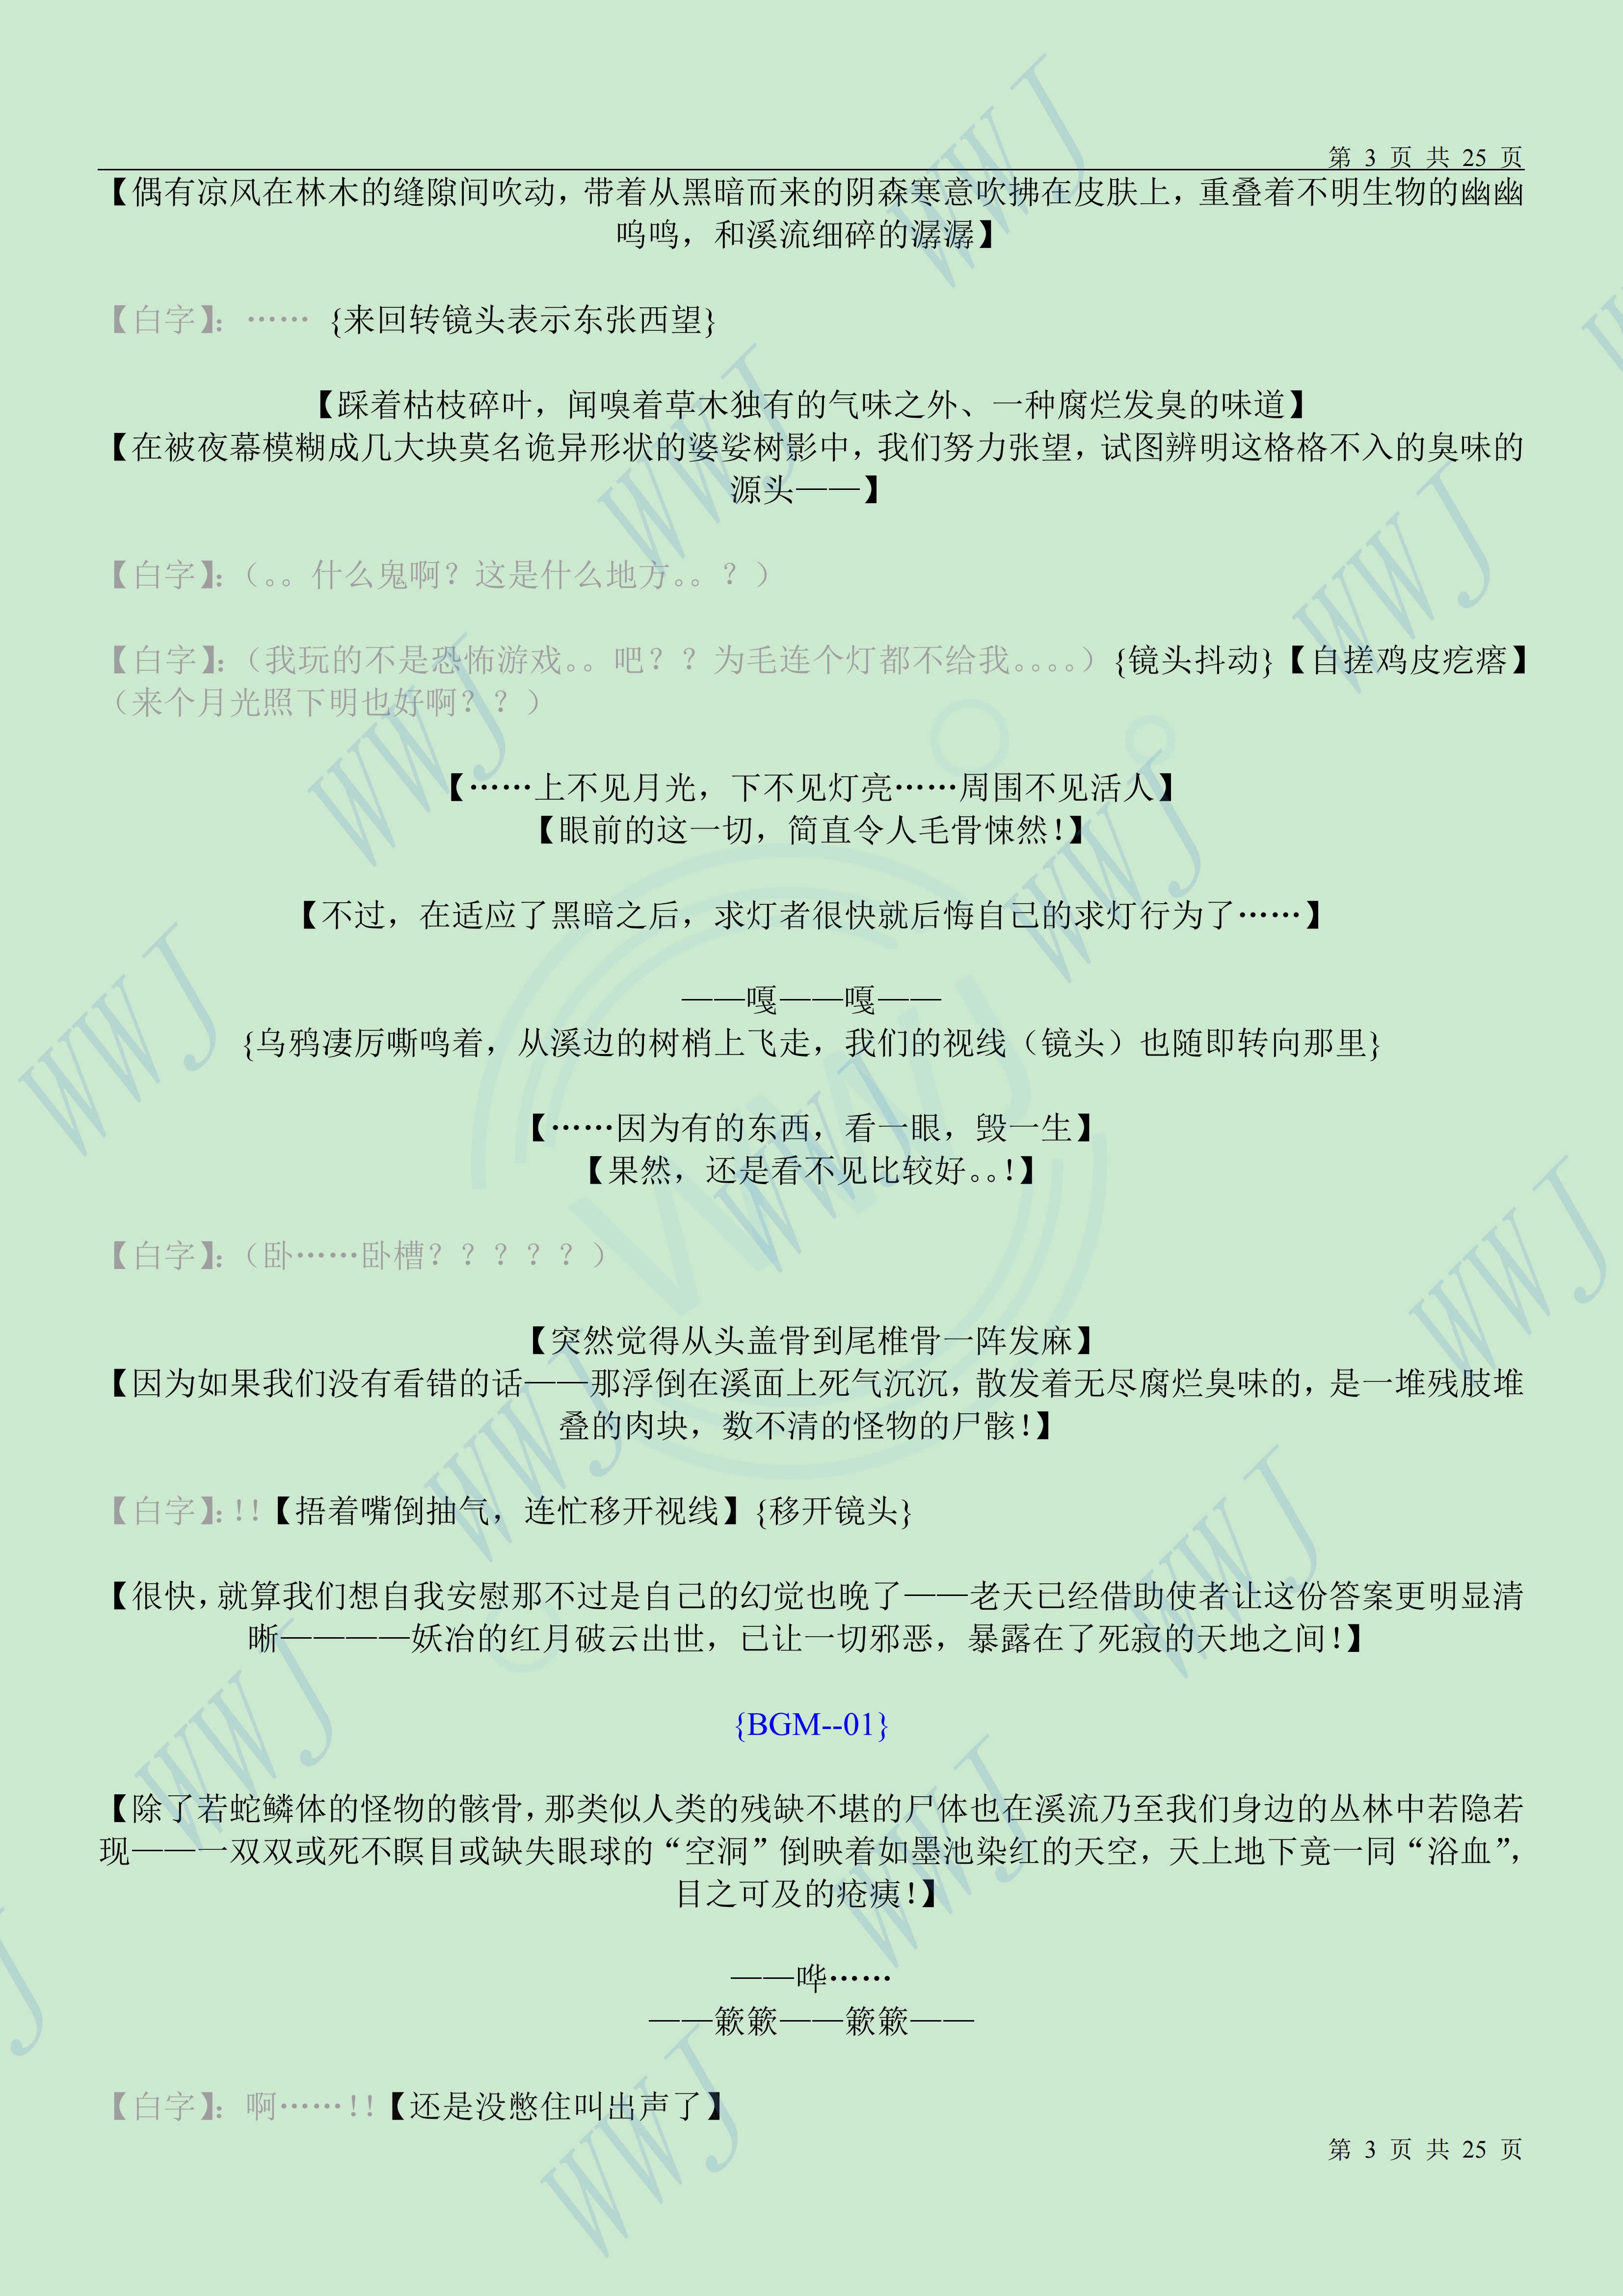 第 3 页 共 25 页
【偶有凉风在林木的缝隙间吹动，带着从黑暗而来的阴森寒意吹拂在皮肤上，重叠着不明生物的幽幽
呜鸣，和溪流细碎的潺潺】
【白字】：…… {来回转镜头表示东张西望}
【踩着枯枝碎叶，闻嗅着草木独有的气味之外、一种腐烂发臭的味道】
【在被夜幕模糊成几大块莫名诡异形状的婆娑树影中，我们努力张望，试图辨明这格格不入的臭味的
源头——】
【白字】：（。。什么鬼啊？这是什么地方。。？）
【白字】：（我玩的不是恐怖游戏。。吧？？为毛连个灯都不给我。。。。）{镜头抖动}【自搓鸡皮疙瘩】
（来个月光照下明也好啊？？）
【……上不见月光，下不见灯亮……周围不见活人】
【眼前的这一切，简直令人毛骨悚然！】
【不过，在适应了黑暗之后，求灯者很快就后悔自己的求灯行为了……】
——嘎——嘎——
{乌鸦凄厉嘶鸣着，从溪边的树梢上飞走，我们的视线（镜头）也随即转向那里}
【……因为有的东西，看一眼，毁一生】
【果然，还是看不见比较好。。！】
【白字】：（卧……卧槽？？？？？）
【突然觉得从头盖骨到尾椎骨一阵发麻】
【因为如果我们没有看错的话——那浮倒在溪面上死气沉沉，散发着无尽腐烂臭味的，是一堆残肢堆
叠的肉块，数不清的怪物的尸骸！】
【白字】：！！【捂着嘴倒抽气，连忙移开视线】{移开镜头}
【很快，就算我们想自我安慰那不过是自己的幻觉也晚了——老天已经借助使者让这份答案更明显清
晰————妖冶的红月破云出世，已让一切邪恶，暴露在了死寂的天地之间！】
{BGM--01}
【除了若蛇鳞体的怪物的骸骨，那类似人类的残缺不堪的尸体也在溪流乃至我们身边的丛林中若隐若
现——一双双或死不瞑目或缺失眼球的“空洞”倒映着如墨池染红的天空，天上地下竟一同“浴血”，
目之可及的疮痍！】
——哗……
——簌簌——簌簌——
【白字】：啊……！！【还是没憋住叫出声了】
第 3 页 共 25 页
WWJ